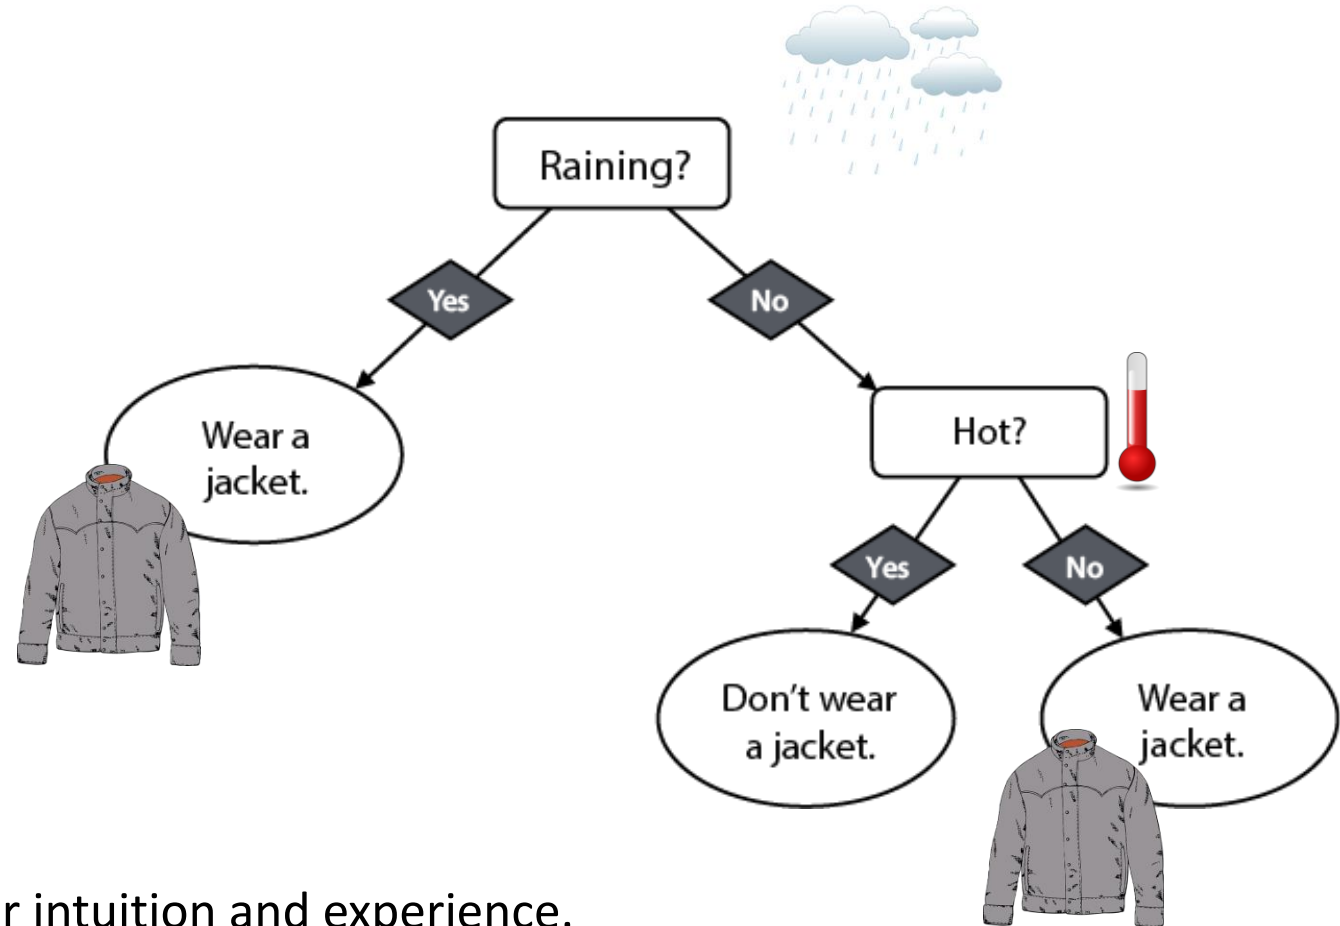 Raining?
Yes
No
Wear a
jacket.
Hot?
Yes
No
Don't wear
a jacket.
Wear a
jacket.
r intuition and experience.